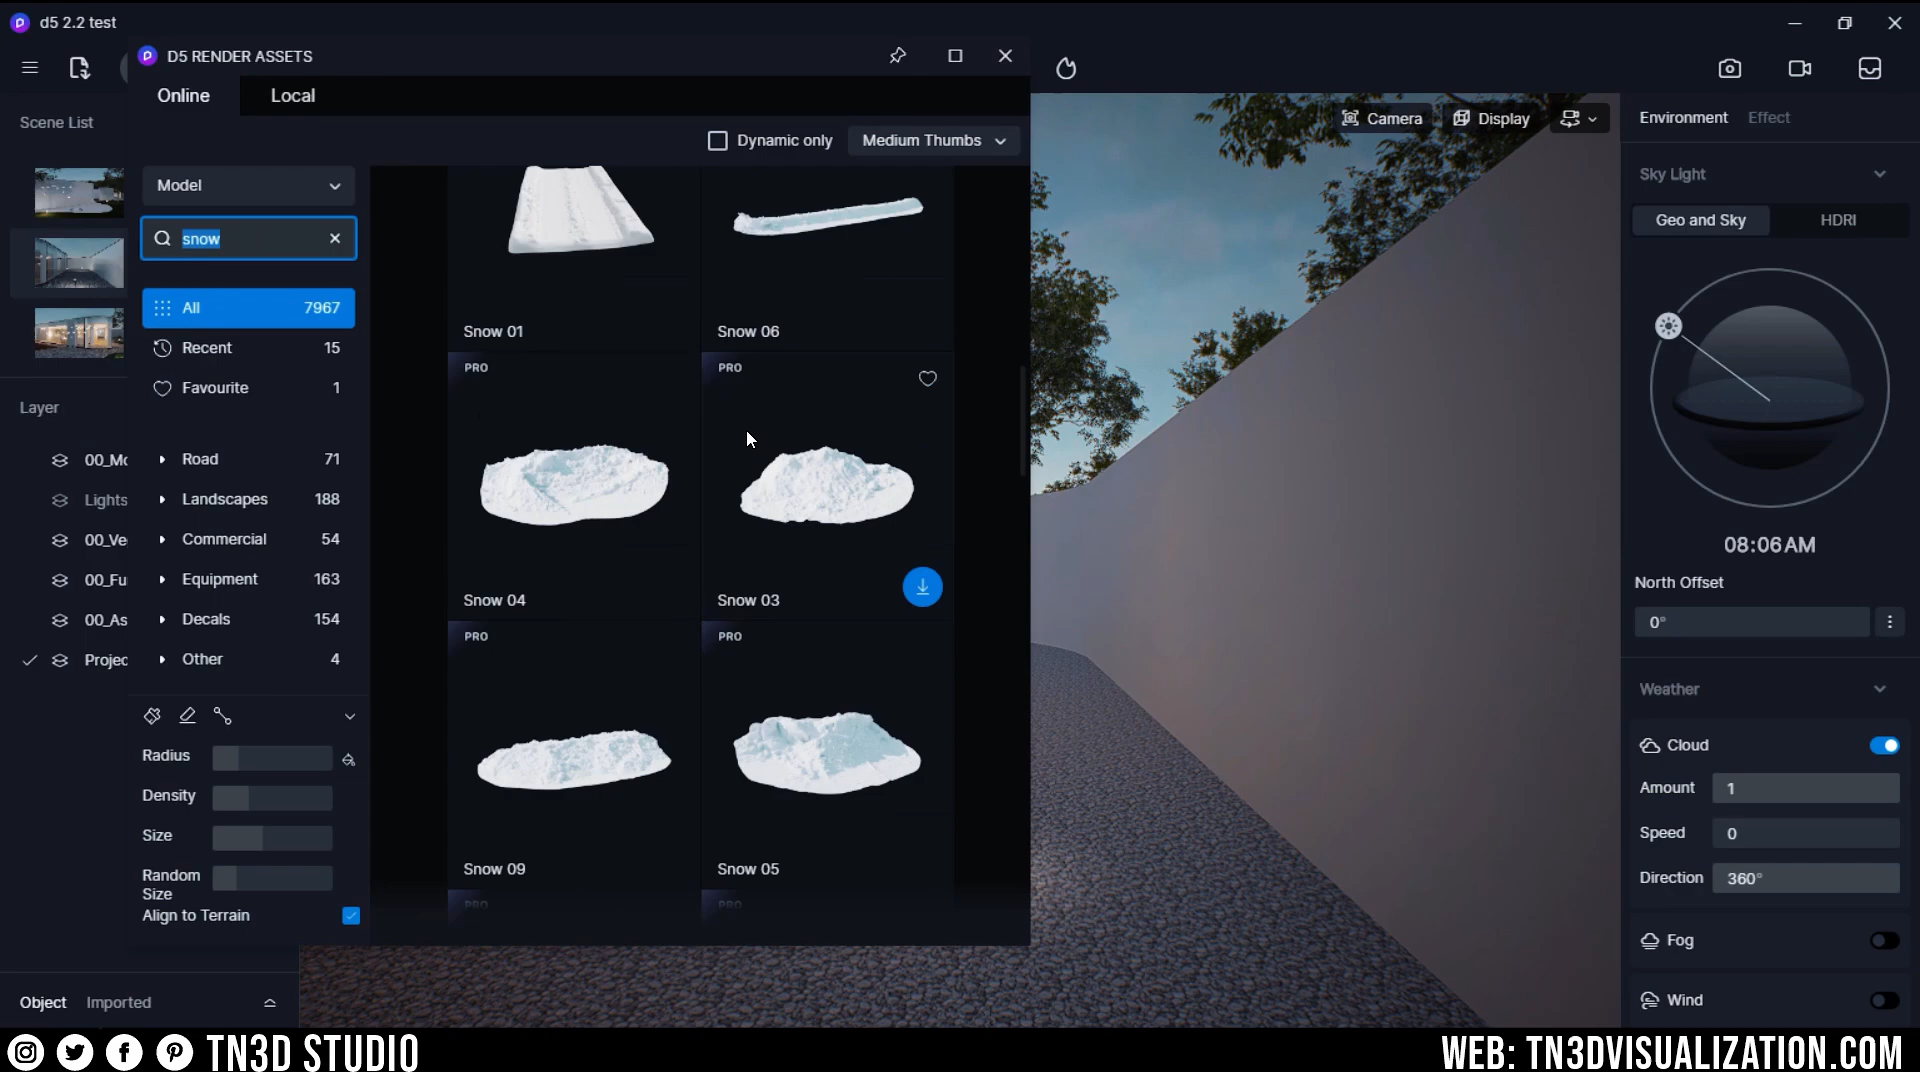 d5 2.2 test
D5 RENDER ASSETS
Online
Local
Dynamic only
Medium Thumbs
Model
snow
All 7967
Recent 15
Favourite 1
Road 71
Landscapes 188
Commercial 54
Equipment 163
Decals 154
Other 4
Radius
Density
Size
Random
Size
Align to Terrain
Snow 01
Snow 06
PRO
PRO
Snow 04
Snow 03
PRO
PRO
Snow 09
Snow 05
PRO
PRO
Scene List
Layer
00_Mo
Lights
00_Ve
00_Fu
00_As
Projec
Object
Imported
Camera
Display
Environment
Effect
Sky Light
Geo and Sky
HDRI
08:06AM
North Offset
0°
Weather
Cloud
Amount 1
Speed 0
Direction 360°
Fog
Wind
TN3D STUDIO
WEB: TN3DVISUALIZATION.COM